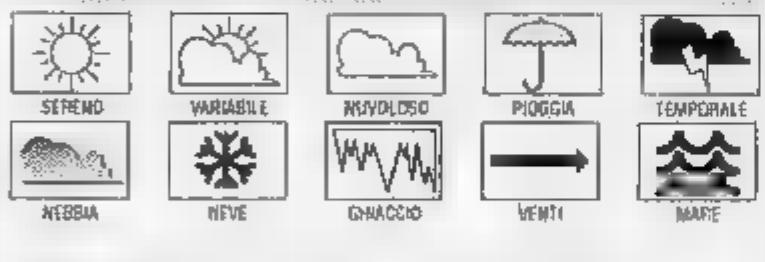 SERENO VARIABILE NUVOLOSO PIOGGIA TEMPORALE
NEBBIA NEVE GHIACCIO VENTI MARE